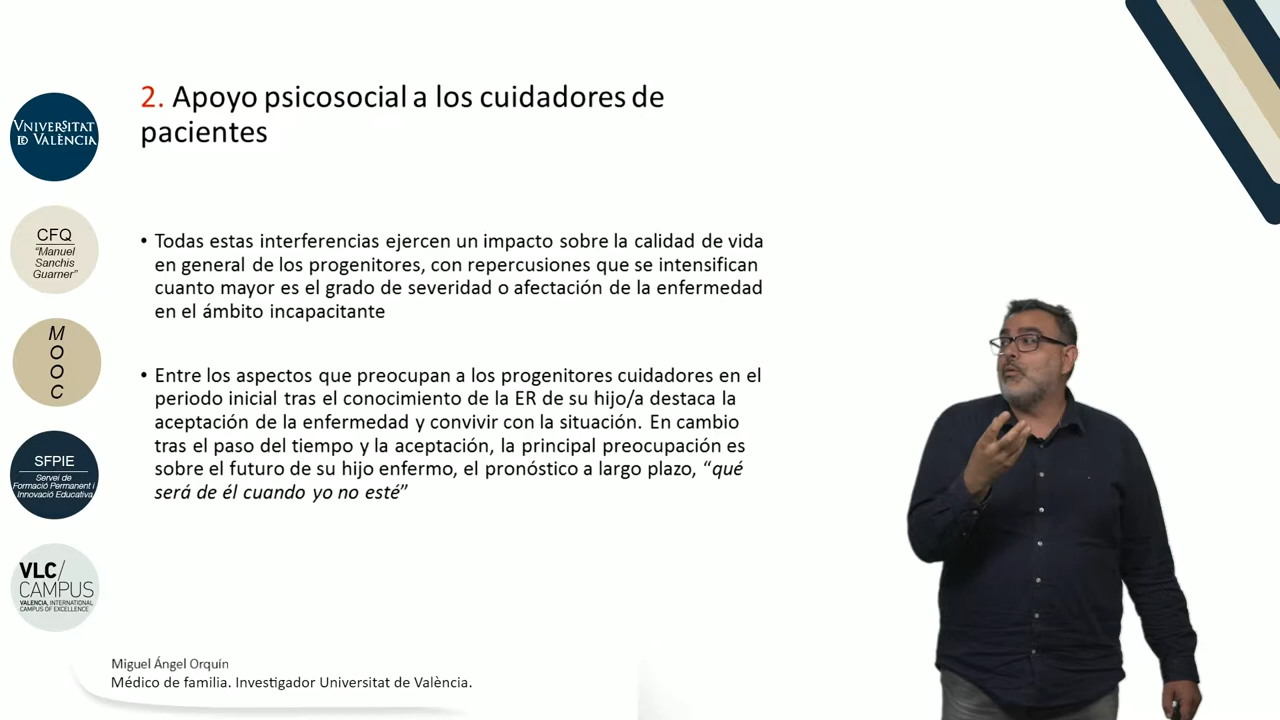 2. Apoyo psicosocial a los cuidadores de
pacientes
VNIVERSITAT
ID VALÈNCIA
CFQ
"Manuel
Sanchis
Guarner"
M
O
O
C
SFPIE
Servei de
Formació Permanent i
Innovació Educativa
VLC/
CAMPUS
VALENCIA, INTERNATIONAL
CAMPUS OF EXCELLENCE
• Todas estas interferencias ejercen un impacto sobre la calidad de vida
en general de los progenitores, con repercusiones que se intensifican
cuanto mayor es el grado de severidad o afectación de la enfermedad
en el ámbito incapacitante
• Entre los aspectos que preocupan a los progenitores cuidadores en el
periodo inicial tras el conocimiento de la ER de su hijo/a destaca la
aceptación de la enfermedad y convivir con la situación. En cambio
tras el paso del tiempo y la aceptación, la principal preocupación es
sobre el futuro de su hijo enfermo, el pronóstico a largo plazo, “qué
será de él cuando yo no esté”
Miguel Ángel Orquín
Médico de familia. Investigador Universitat de València.